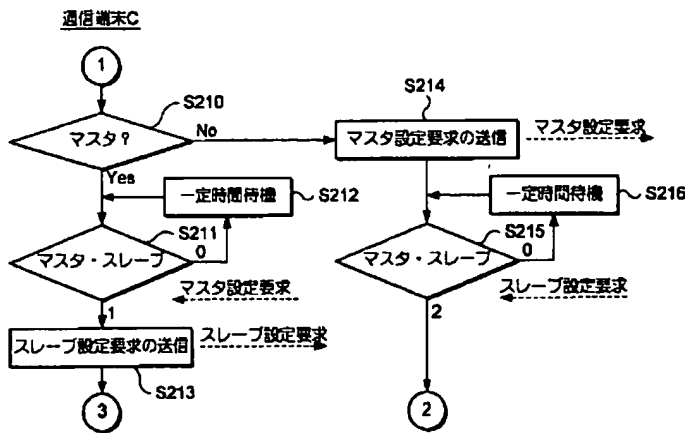 通信端末C
1
S210
マスタ?
No
Yes
S214
マスタ設定要求の送信
マスタ設定要求
一定時間待機
S212
一定時間待機
S216
S211
マスタ・スレーブ
0
S215
マスタ・スレーブ
0
マスタ設定要求
スレーブ設定要求
1
2
スレーブ設定要求の送信
スレーブ設定要求
S213
3
2